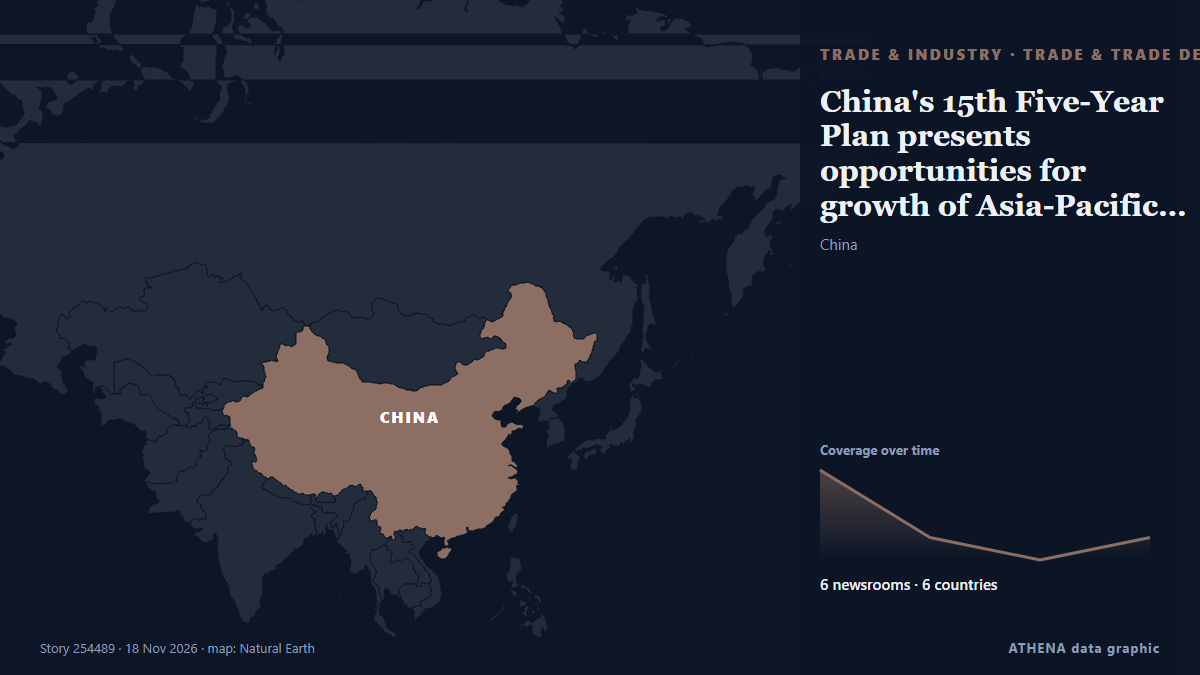 TRADE & INDUSTRY · TRADE & TRADE DE
China's 15th Five-Year
Plan presents
opportunities for
growth of Asia-Pacific...
China
CHINA
Coverage over time
6 newsrooms · 6 countries
Story 254489 · 18 Nov 2026 · map: Natural Earth
ATHENA data graphic